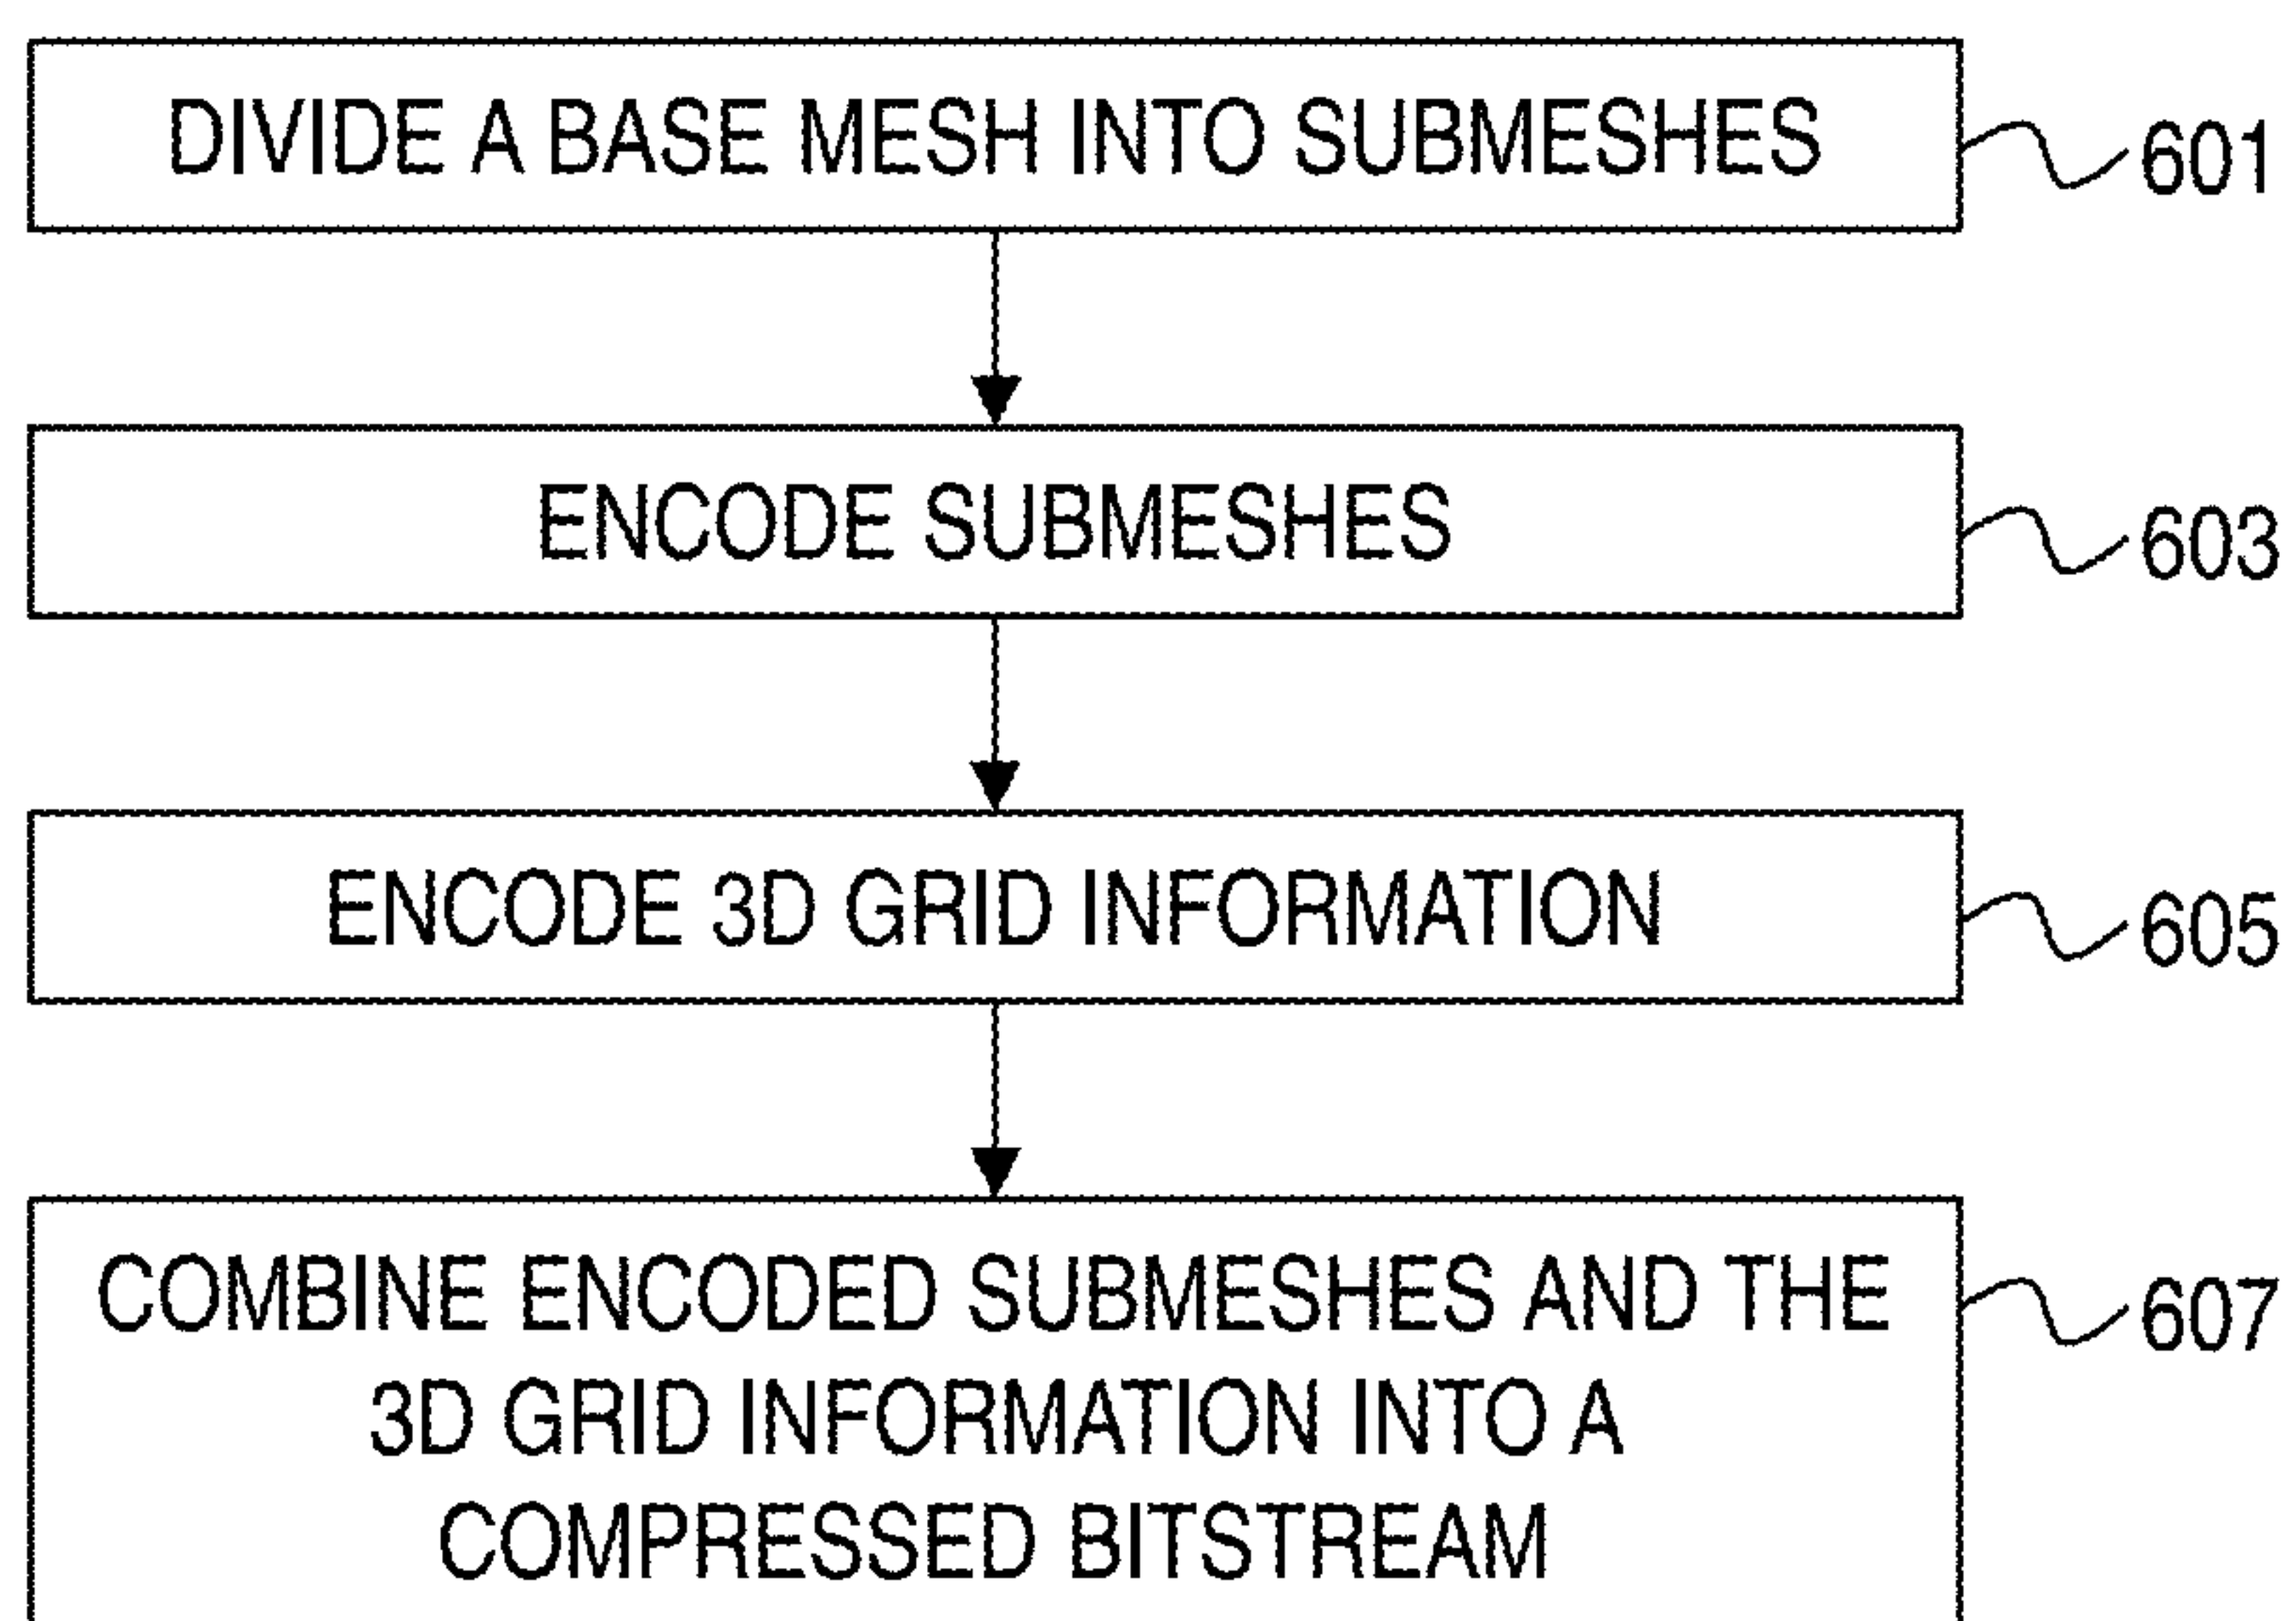 DIVIDE A BASE MESH INTO SUBMESHES
601
ENCODE SUBMESHES
603
ENCODE 3D GRID INFORMATION
605
COMBINE ENCODED SUBMESHES AND THE
3D GRID INFORMATION INTO A
COMPRESSED BITSTREAM
607